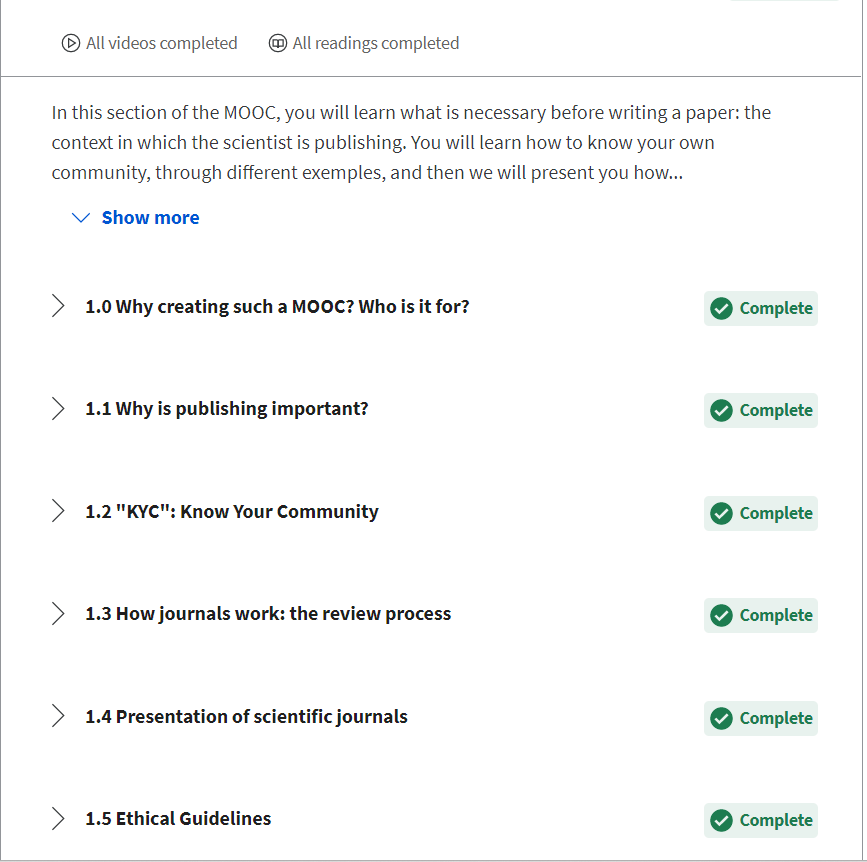 All videos completed All readings completed
In this section of the MOOC, you will learn what is necessary before writing a paper: the
context in which the scientist is publishing. You will learn how to know your own
community, through different exemples, and then we will present you how...
Show more
1.0 Why creating such a MOOC? Who is it for? Complete
1.1 Why is publishing important? Complete
1.2 "KYC": Know Your Community Complete
1.3 How journals work: the review process Complete
1.4 Presentation of scientific journals Complete
1.5 Ethical Guidelines Complete